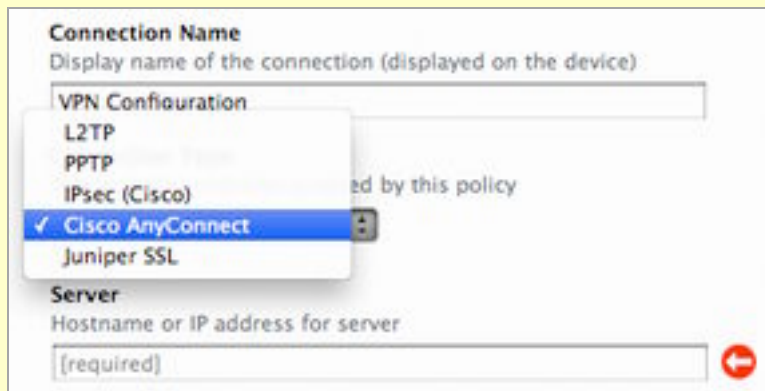 Connection Name
Display name of the connection (displayed on the device)
VPN Configuration
L2TP
PPTP
IPsec (Cisco)
ed by this policy
✓ Cisco AnyConnect
Juniper SSL
Server
Hostname or IP address for server
[required]